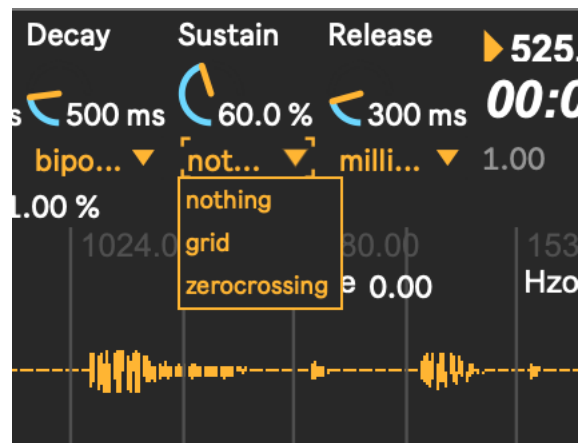 Decay Sustain Release 525.
s 500 ms 60.0 % 300 ms 00:0
bipo... not... milli... 1.00
1.00 %
nothing
1024.0 grid 80.00 153
zerocrossing e 0.00 Hzo